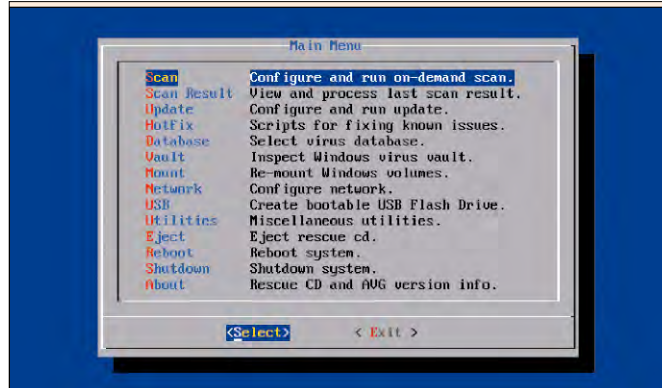 Main Menu
Scan Configure and run on-demand scan.
Scan Result View and process last scan result.
Update Configure and run update.
HotFix Scripts for fixing known issues.
Database Select virus database.
Vault Inspect Windows virus vault.
Mount Re-mount Windows volumes.
Network Configure network.
USB Create bootable USB Flash Drive.
Utilities Miscellaneous utilities.
Eject Eject rescue cd.
Reboot Reboot system.
Shutdown Shutdown system.
About Rescue CD and AVG version info.
<Select> < Exit >